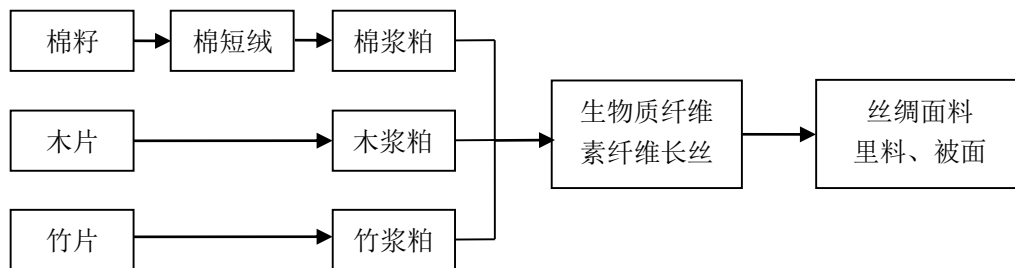 棉籽
棉短绒
棉浆粕
木片
木浆粕
竹片
竹浆粕
生物质纤维
素纤维长丝
丝绸面料
里料、被面